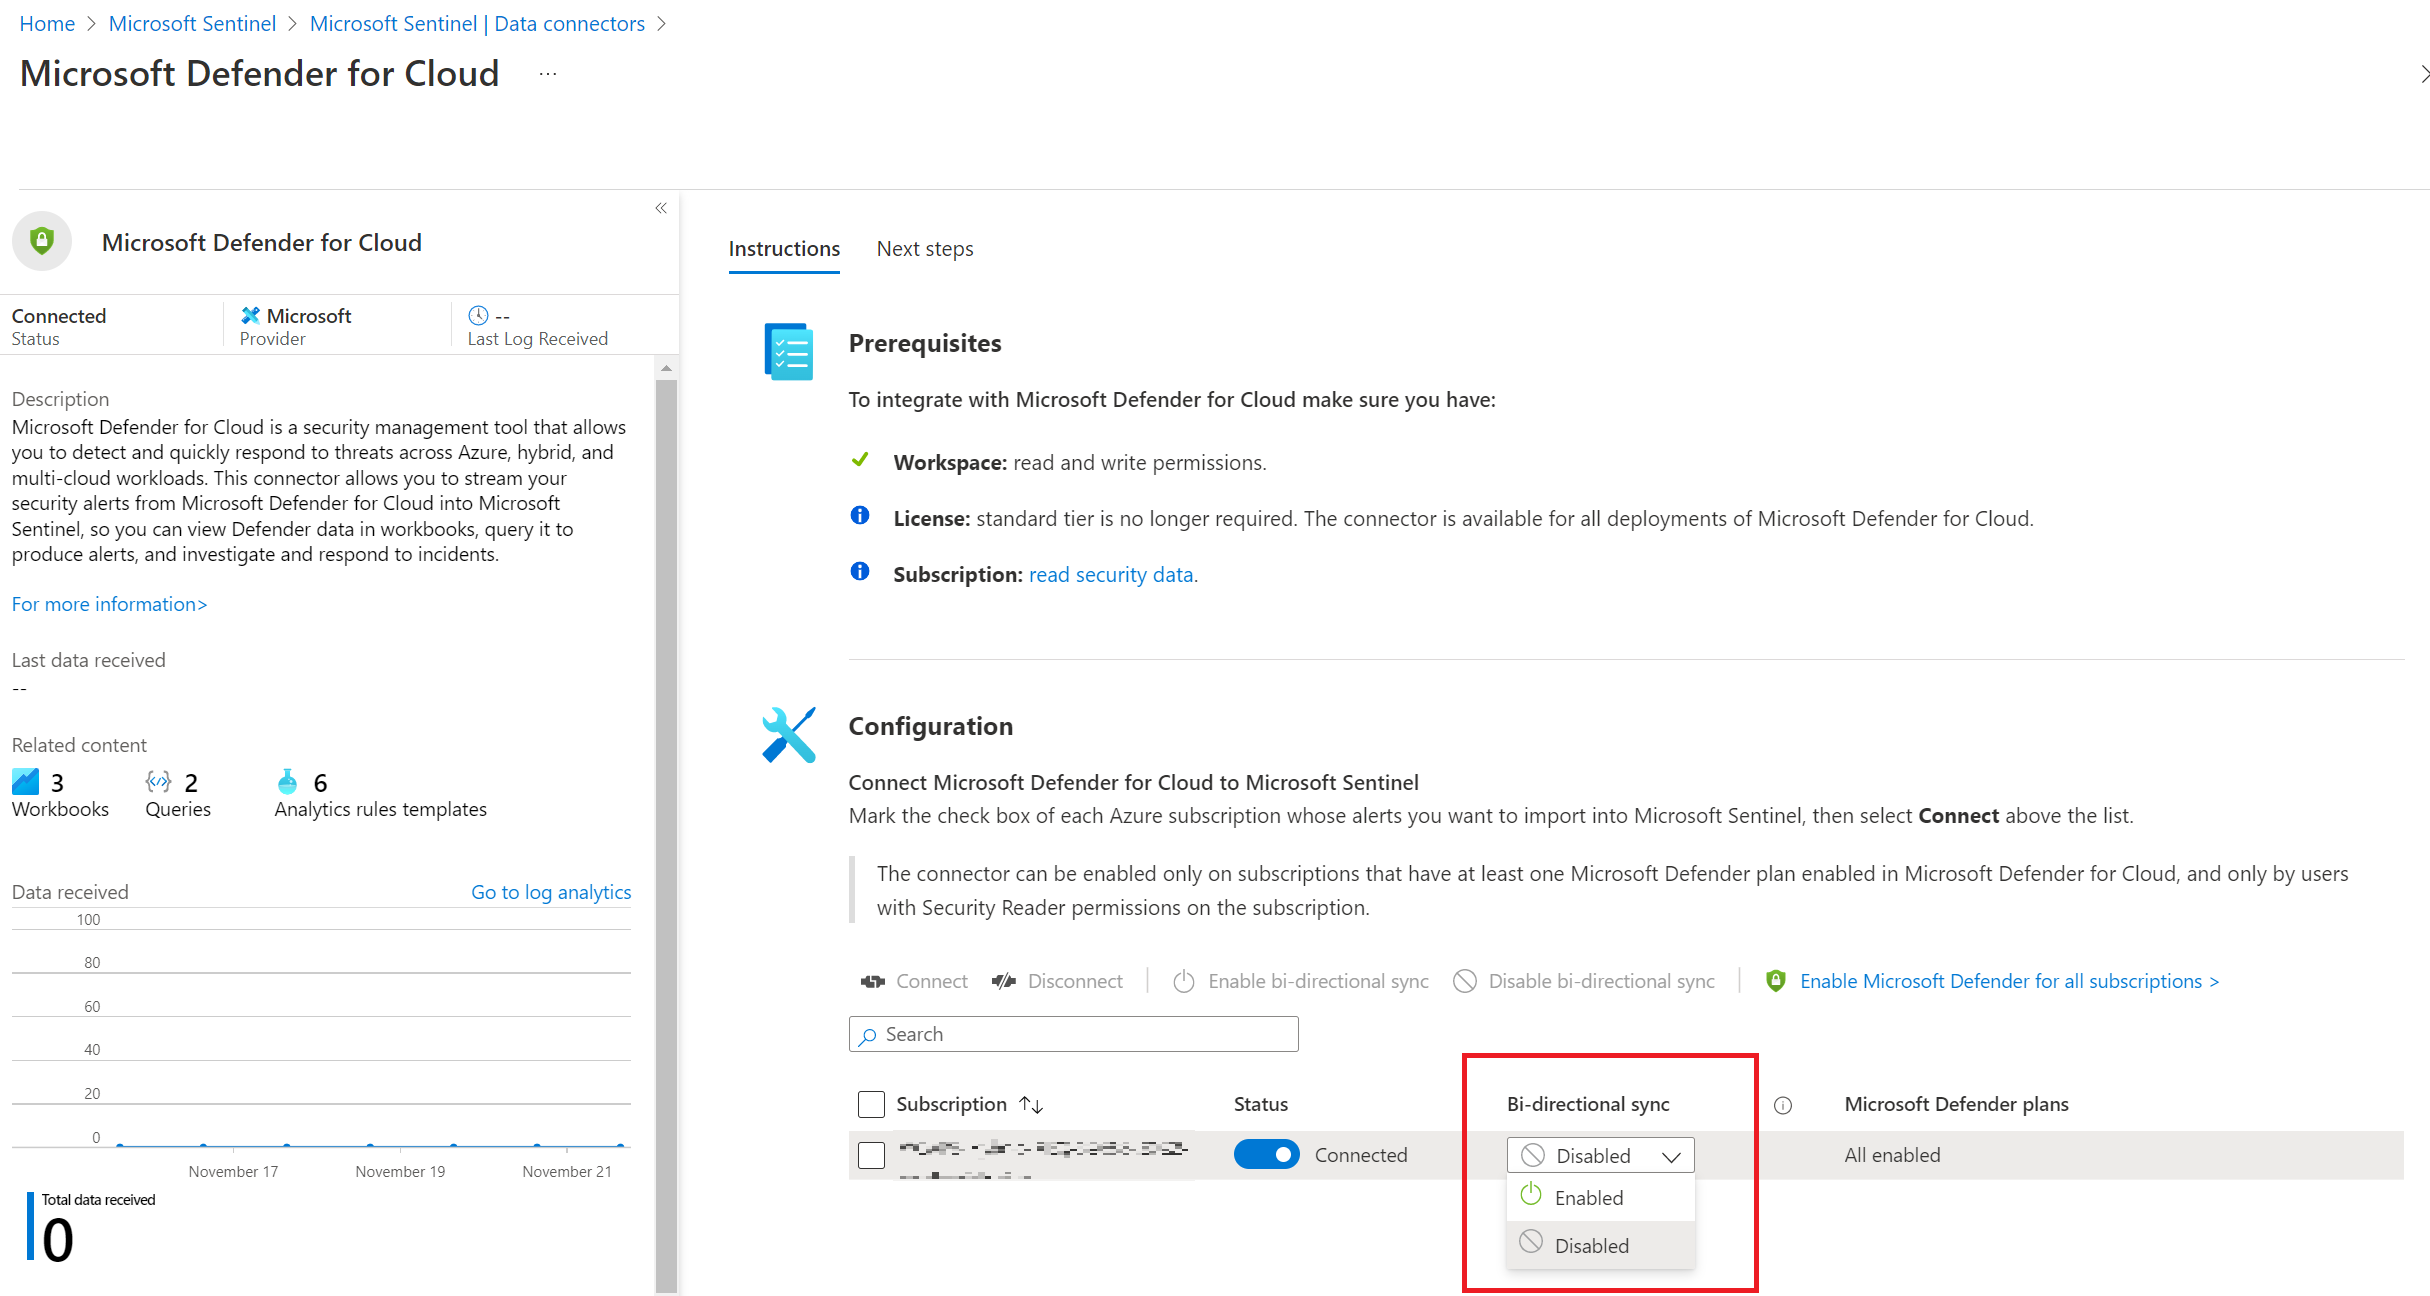 Home > Microsoft Sentinel > Microsoft Sentinel | Data connectors >
Microsoft Defender for Cloud ...
Microsoft Defender for Cloud
Connected
Status
Microsoft
Provider
--
Last Log Received
Description
Microsoft Defender for Cloud is a security management tool that allows
you to detect and quickly respond to threats across Azure, hybrid, and
multi-cloud workloads. This connector allows you to stream your
security alerts from Microsoft Defender for Cloud into Microsoft
Sentinel, so you can view Defender data in workbooks, query it to
produce alerts, and investigate and respond to incidents.
For more information>
Last data received
--
Related content
3
Workbooks
2
Queries
6
Analytics rules templates
Data received
Go to log analytics
100
80
60
40
20
0
November 17
November 19
November 21
Total data received
0
Instructions
Next steps
Prerequisites
To integrate with Microsoft Defender for Cloud make sure you have:
Workspace: read and write permissions.
License: standard tier is no longer required. The connector is available for all deployments of Microsoft Defender for Cloud.
Subscription: read security data.
Configuration
Connect Microsoft Defender for Cloud to Microsoft Sentinel
Mark the check box of each Azure subscription whose alerts you want to import into Microsoft Sentinel, then select Connect above the list.
The connector can be enabled only on subscriptions that have at least one Microsoft Defender plan enabled in Microsoft Defender for Cloud, and only by users
with Security Reader permissions on the subscription.
Connect
Disconnect
Enable bi-directional sync
Disable bi-directional sync
Enable Microsoft Defender for all subscriptions >
Search
Subscription
Status
Bi-directional sync
Microsoft Defender plans
Connected
Disabled
All enabled
Enabled
Disabled